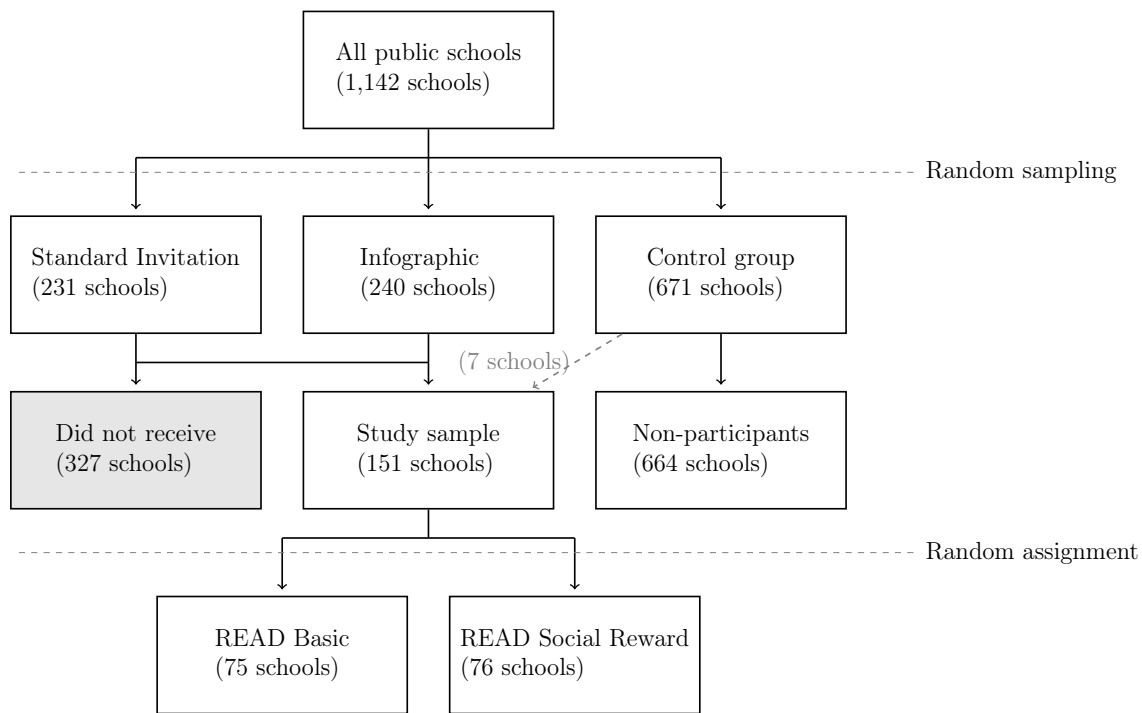 All public schools
(1,142 schools)
Random sampling
Standard Invitation
(231 schools)
Infographic
(240 schools)
Control group
(671 schools)
(7 schools)
Did not receive
(327 schools)
Study sample
(151 schools)
Non-participants
(664 schools)
Random assignment
READ Basic
(75 schools)
READ Social Reward
(76 schools)